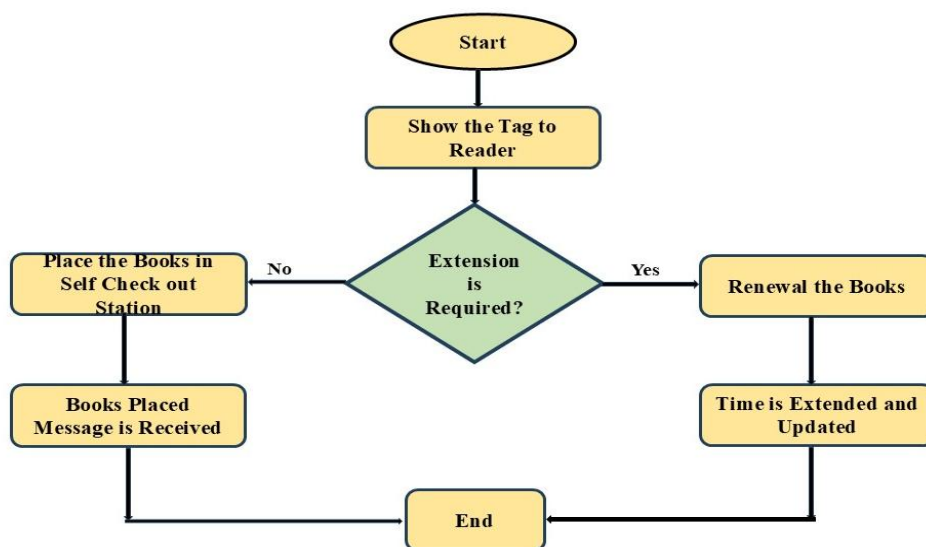 Start
Show the Tag to
Reader
Extension
is
Required?
No
Yes
Place the Books in
Self Check out
Station
Renewal the Books
Books Placed
Message is Received
Time is Extended and
Updated
End